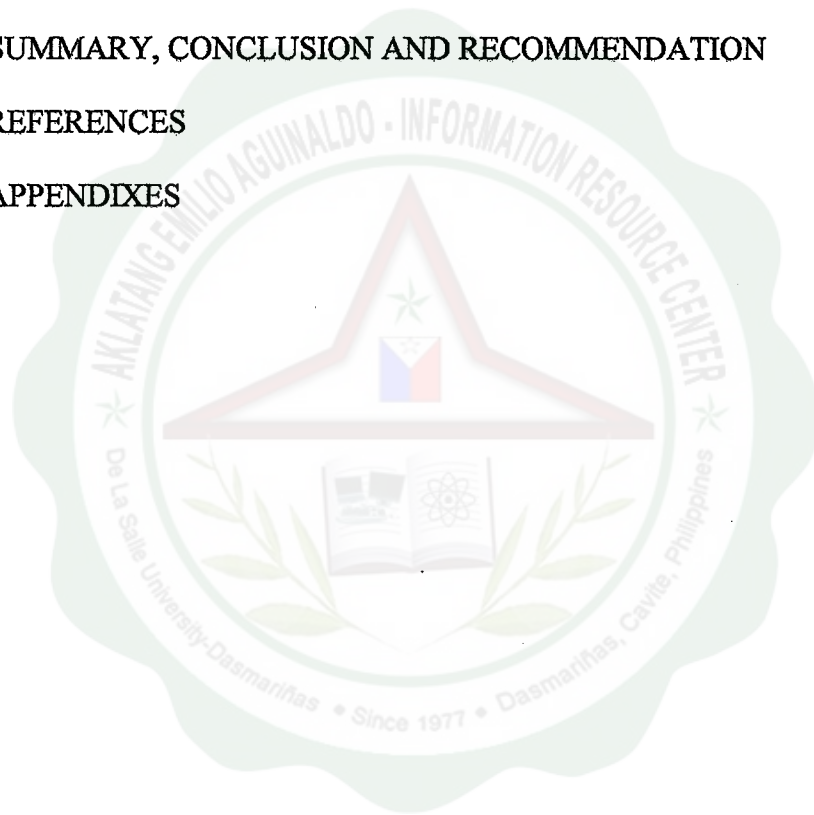 SUMMARY, CONCLUSION AND RECOMMENDATION
REFERENCES
APPENDIXES
AKLATANG EMILIO AGUINALDO - INFORMATION RESOURCE CENTER
De La Salle University-Dasmariñas • Since 1977 • Dasmariñas, Cavite, Philippines